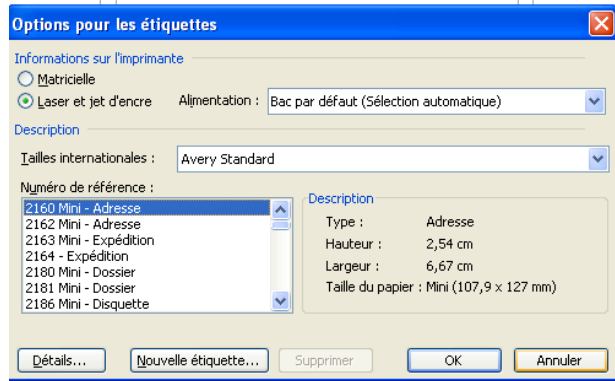 Options pour les étiquettes
Informations sur l'imprimante
Matricielle
Laser et jet d'encre
Alimentation :
Bac par défaut (Sélection automatique)
Description
Tailles internationales :
Avery Standard
Numéro de référence :
2160 Mini - Adresse
2162 Mini - Adresse
2163 Mini - Expédition
2164 - Expédition
2180 Mini - Dossier
2181 Mini - Dossier
2186 Mini - Disquette
Description
Type : Adresse
Hauteur : 2,54 cm
Largeur : 6,67 cm
Taille du papier : Mini (107,9 x 127 mm)
Détails...
Nouvelle étiquette...
Supprimer
OK
Annuler